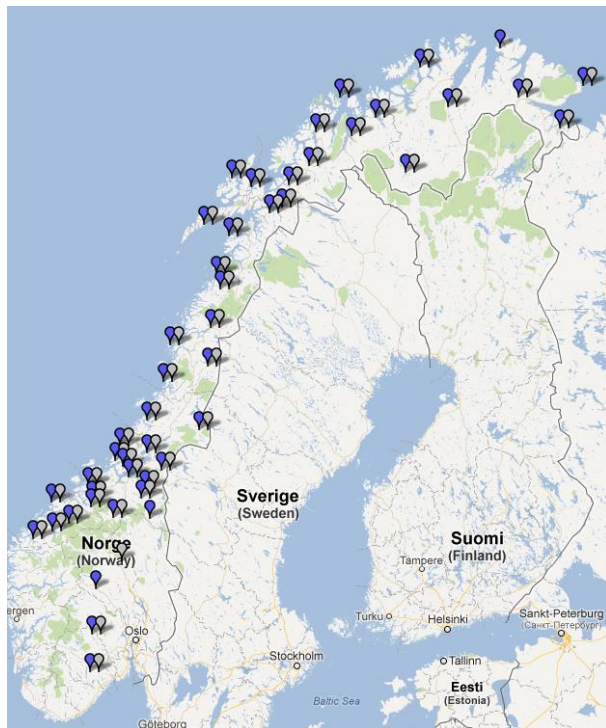 Sverige
(Sweden)
Norge
(Norway)
Suomi
(Finland)
Tampere
ergen
Oslo
Turku
Helsinki
Sankt-Peterburg
(Санкт-Петербург)
Stockholm
Tallinn
Eesti
(Estonia)
Baltic Sea
Göteborg